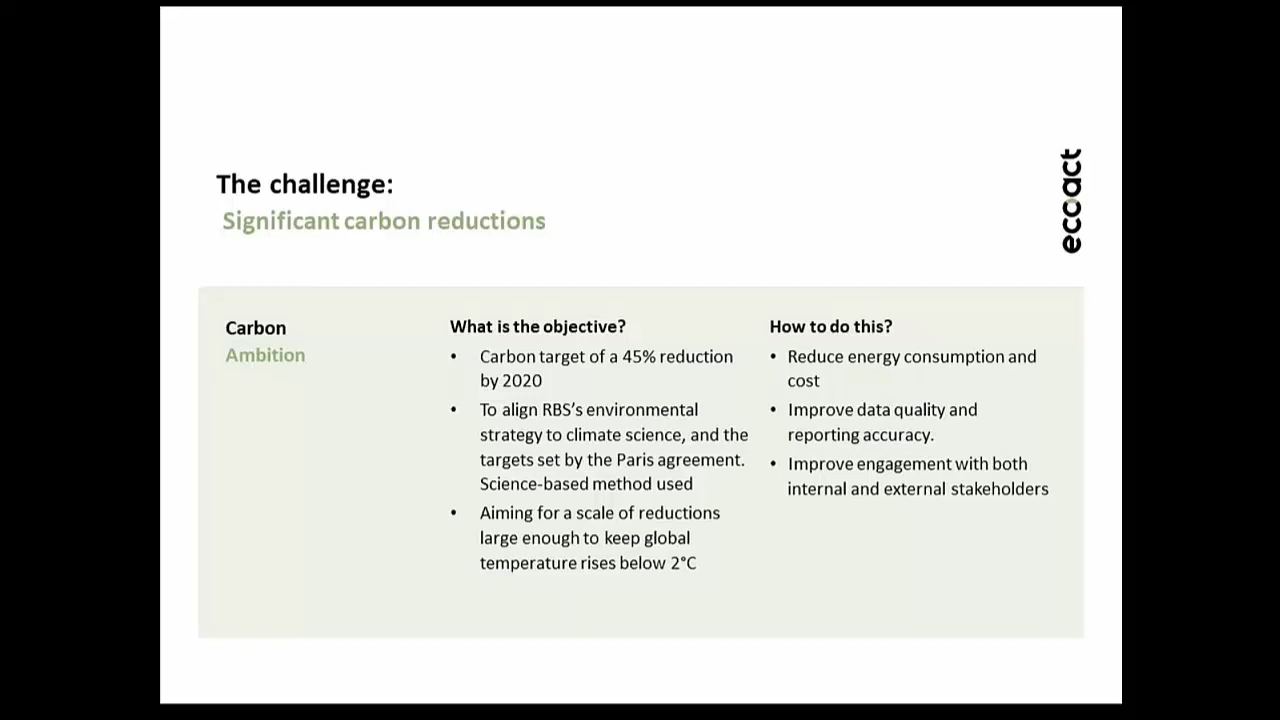 The challenge:
Significant carbon reductions
ecoact
Carbon
Ambition
What is the objective?
• Carbon target of a 45% reduction
by 2020
• To align RBS’s environmental
strategy to climate science, and the
targets set by the Paris agreement.
Science-based method used
• Aiming for a scale of reductions
large enough to keep global
temperature rises below 2°C
How to do this?
• Reduce energy consumption and
cost
• Improve data quality and
reporting accuracy.
• Improve engagement with both
internal and external stakeholders